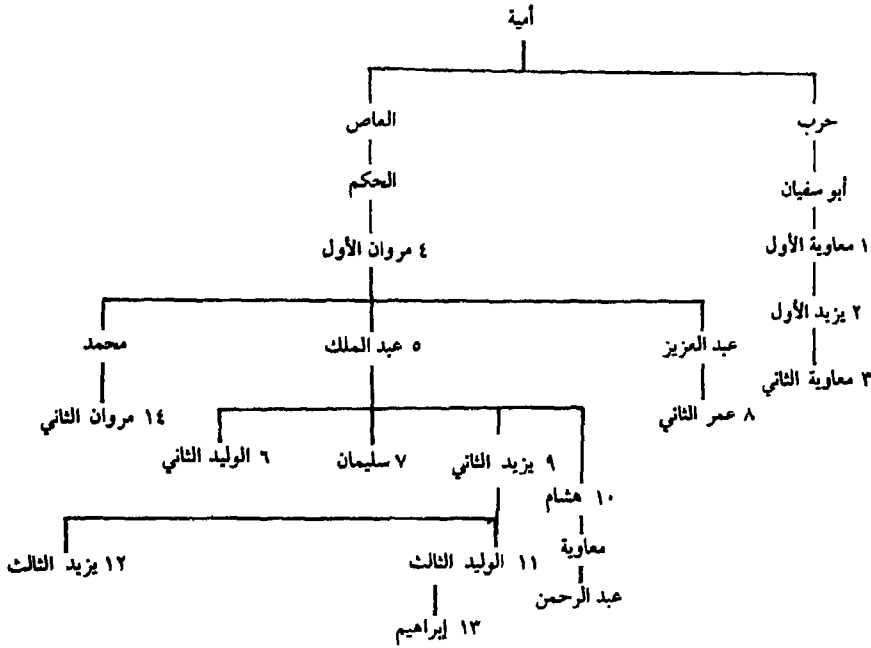 أمية
حرب
العاص
أبو سفيان
الحكم
١ معاوية الأول
٤ مروان الأول
٢ يزيد الأول
عبد العزيز
٥ عبد الملك
محمد
٣ معاوية الثاني
٨ عمر الثاني
١٤ مروان الثاني
٩ يزيد الثاني
٧ سليمان
٦ الوليد الثاني
١٠ هشام
معاوية
١١ الوليد الثالث
١٢ يزيد الثالث
عبد الرحمن
١٣ إبراهيم